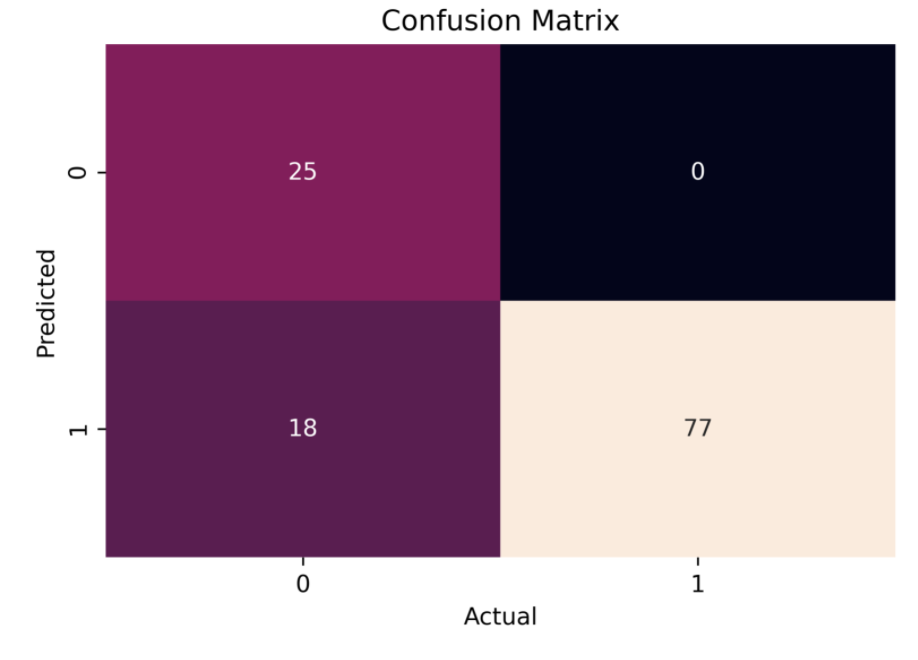 Confusion Matrix
0
25
0
Predicted
1
18
77
0
1
Actual